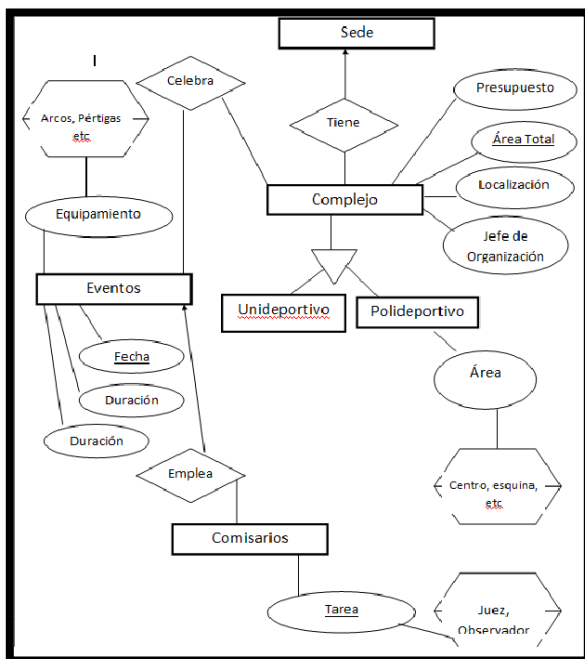 Sede
I
Celebra
Presupuesto
Arcos, Pértigas
etc
Tiene
Área Total
Localización
Complejo
Equipamiento
Jefe de
Organización
Eventos
Unideportivo
Polideportivo
Fecha
Área
Duración
Duración
Emplea
Centro, esquina,
etc
Comisarios
Tarea
Juez,
Observador